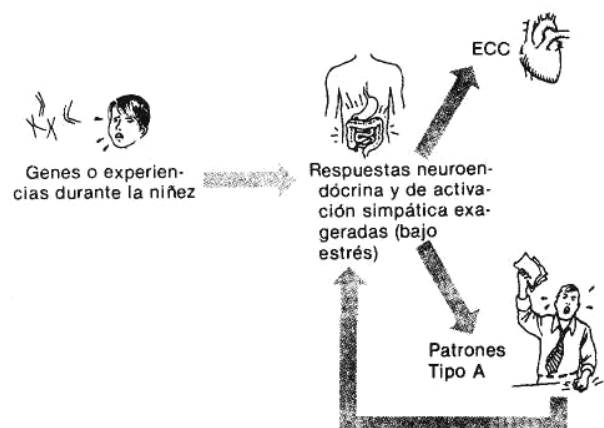 ECC
Genes o experien-
cias durante la niñez
Respuestas neuroen-
dócrina y de activa-
ción simpática exa-
geradas (bajo
estrés)
Patrones
Tipo A